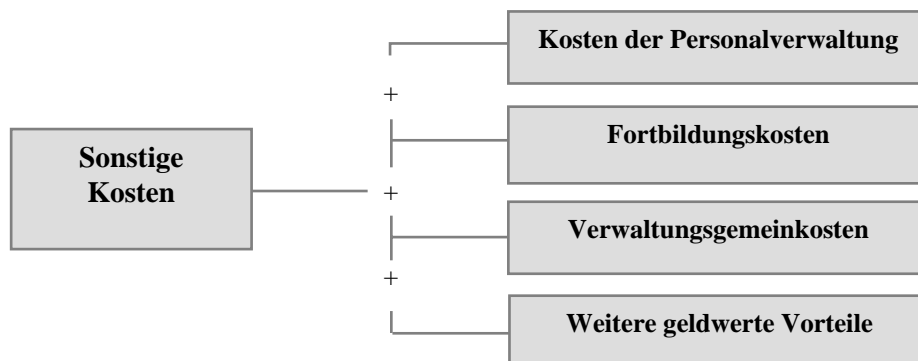 Kosten der Personalverwaltung
+
Fortbildungskosten
Sonstige
Kosten
+
Verwaltungsgemeinkosten
+
Weitere geldwerte Vorteile